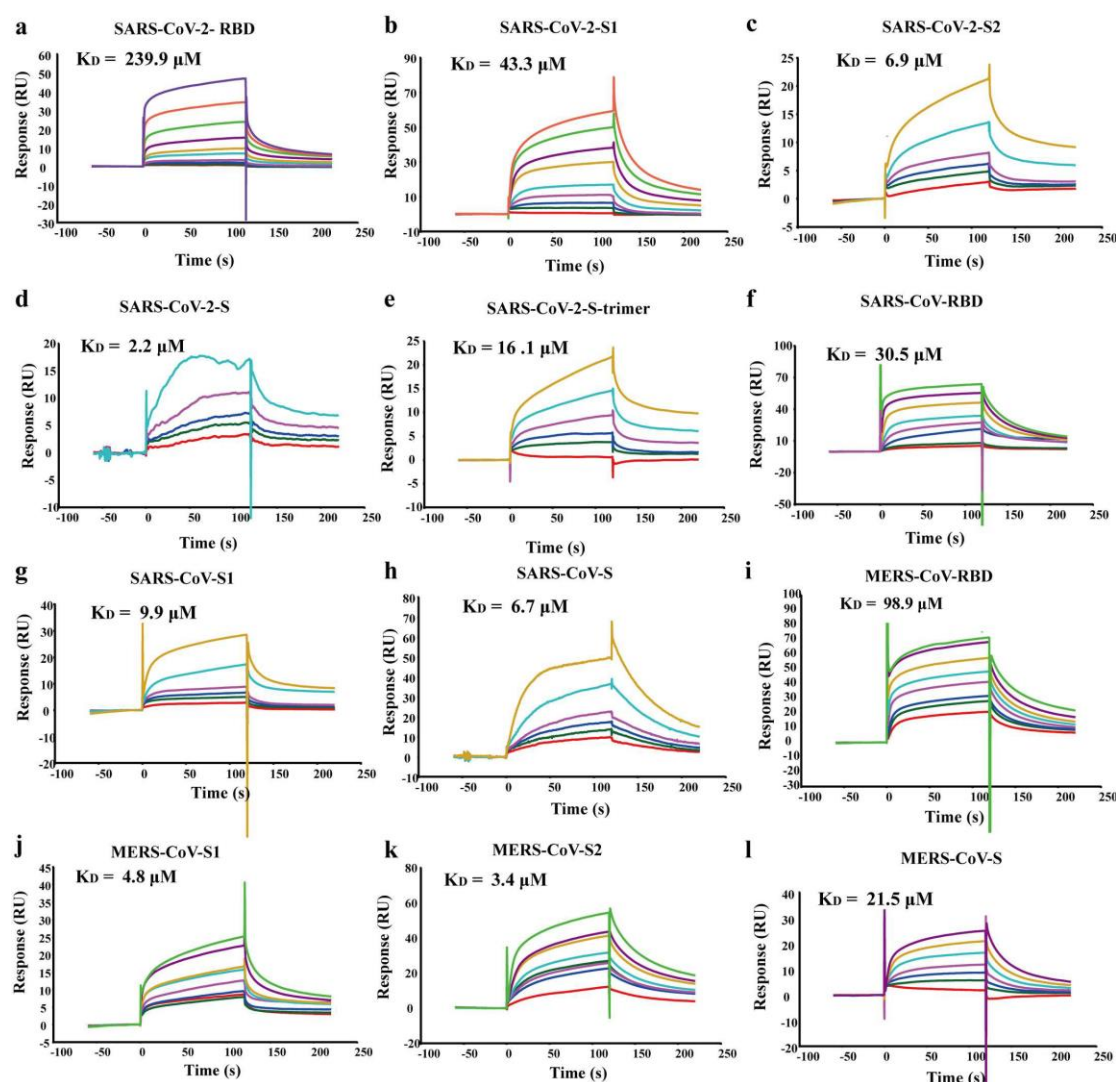 a
SARS-CoV-2- RBD
KD = 239.9 µM
Response (RU)
60
50
40
30
20
10
0
-10
-20
-30
-100 -50 0 50 100 150 200 250
Time (s)
b
SARS-CoV-2-S1
KD = 43.3 µM
Response (RU)
90
70
50
30
10
-10
-100 -50 0 50 100 150 200 250
Time (s)
c
SARS-CoV-2-S2
KD = 6.9 µM
Response (RU)
25
20
15
10
5
0
-5
-100 -50 0 50 100 150 200 250
Time (s)
d
SARS-CoV-2-S
KD = 2.2 µM
Response (RU)
20
15
10
5
0
-5
-10
-100 -50 0 50 100 150 200 250
Time (s)
e
SARS-CoV-2-S-trimer
KD = 16 .1 µM
Response (RU)
25
20
15
10
5
0
-5
-10
-100 -50 0 50 100 150 200 250
Time (s)
f
SARS-CoV-RBD
KD = 30.5 µM
Response (RU)
100
70
40
10
-20
-50
-100 -50 0 50 100 150 200 250
Time (s)
g
SARS-CoV-S1
KD = 9.9 µM
Response (RU)
40
30
20
10
0
-10
-20
-100 -50 0 50 100 150 200 250
Time (s)
h
SARS-CoV-S
KD = 6.7 µM
Response (RU)
80
70
60
50
40
30
20
10
0
-10
-100 -50 0 50 100 150 200 250
Time (s)
i
MERS-CoV-RBD
KD = 98.9 µM
Response (RU)
100
90
80
70
60
50
40
30
20
10
0
-10
-20
-30
-100 -50 0 50 100 150 200 250
Time (s)
j
MERS-CoV-S1
KD = 4.8 µM
Response (RU)
45
40
35
30
25
20
15
10
5
0
-5
-100 -50 0 50 100 150 200 250
Time (s)
k
MERS-CoV-S2
KD = 3.4 µM
Response (RU)
80
60
40
20
0
-20
-100 -50 0 50 100 150 200 250
Time (s)
l
MERS-CoV-S
KD = 21.5 µM
Response (RU)
40
30
20
10
0
-10
-20
-100 -50 0 50 100 150 200 250
Time (s)